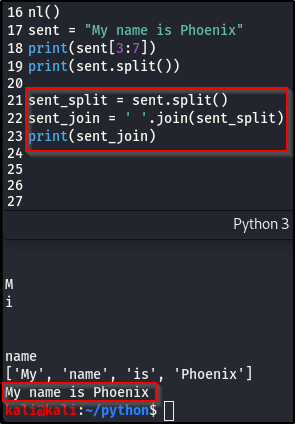 16 nl()
17 sent = "My name is Phoenix"
18 print(sent[3:7])
19 print(sent.split())
20
21 sent_split = sent.split()
22 sent_join = ' '.join(sent_split)
23 print(sent_join)
24
25
26
27
Python 3
M
i
name
['My', 'name', 'is', 'Phoenix']
My name is Phoenix
kali@kali:~/python$